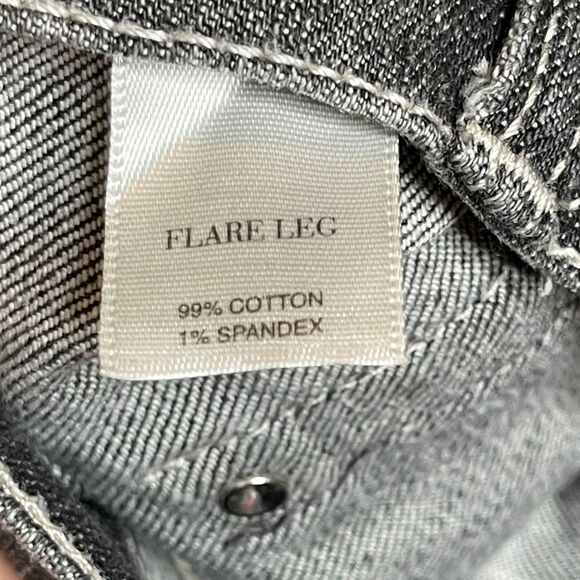 FLARE LEG
99% COTTON
1% SPANDEX